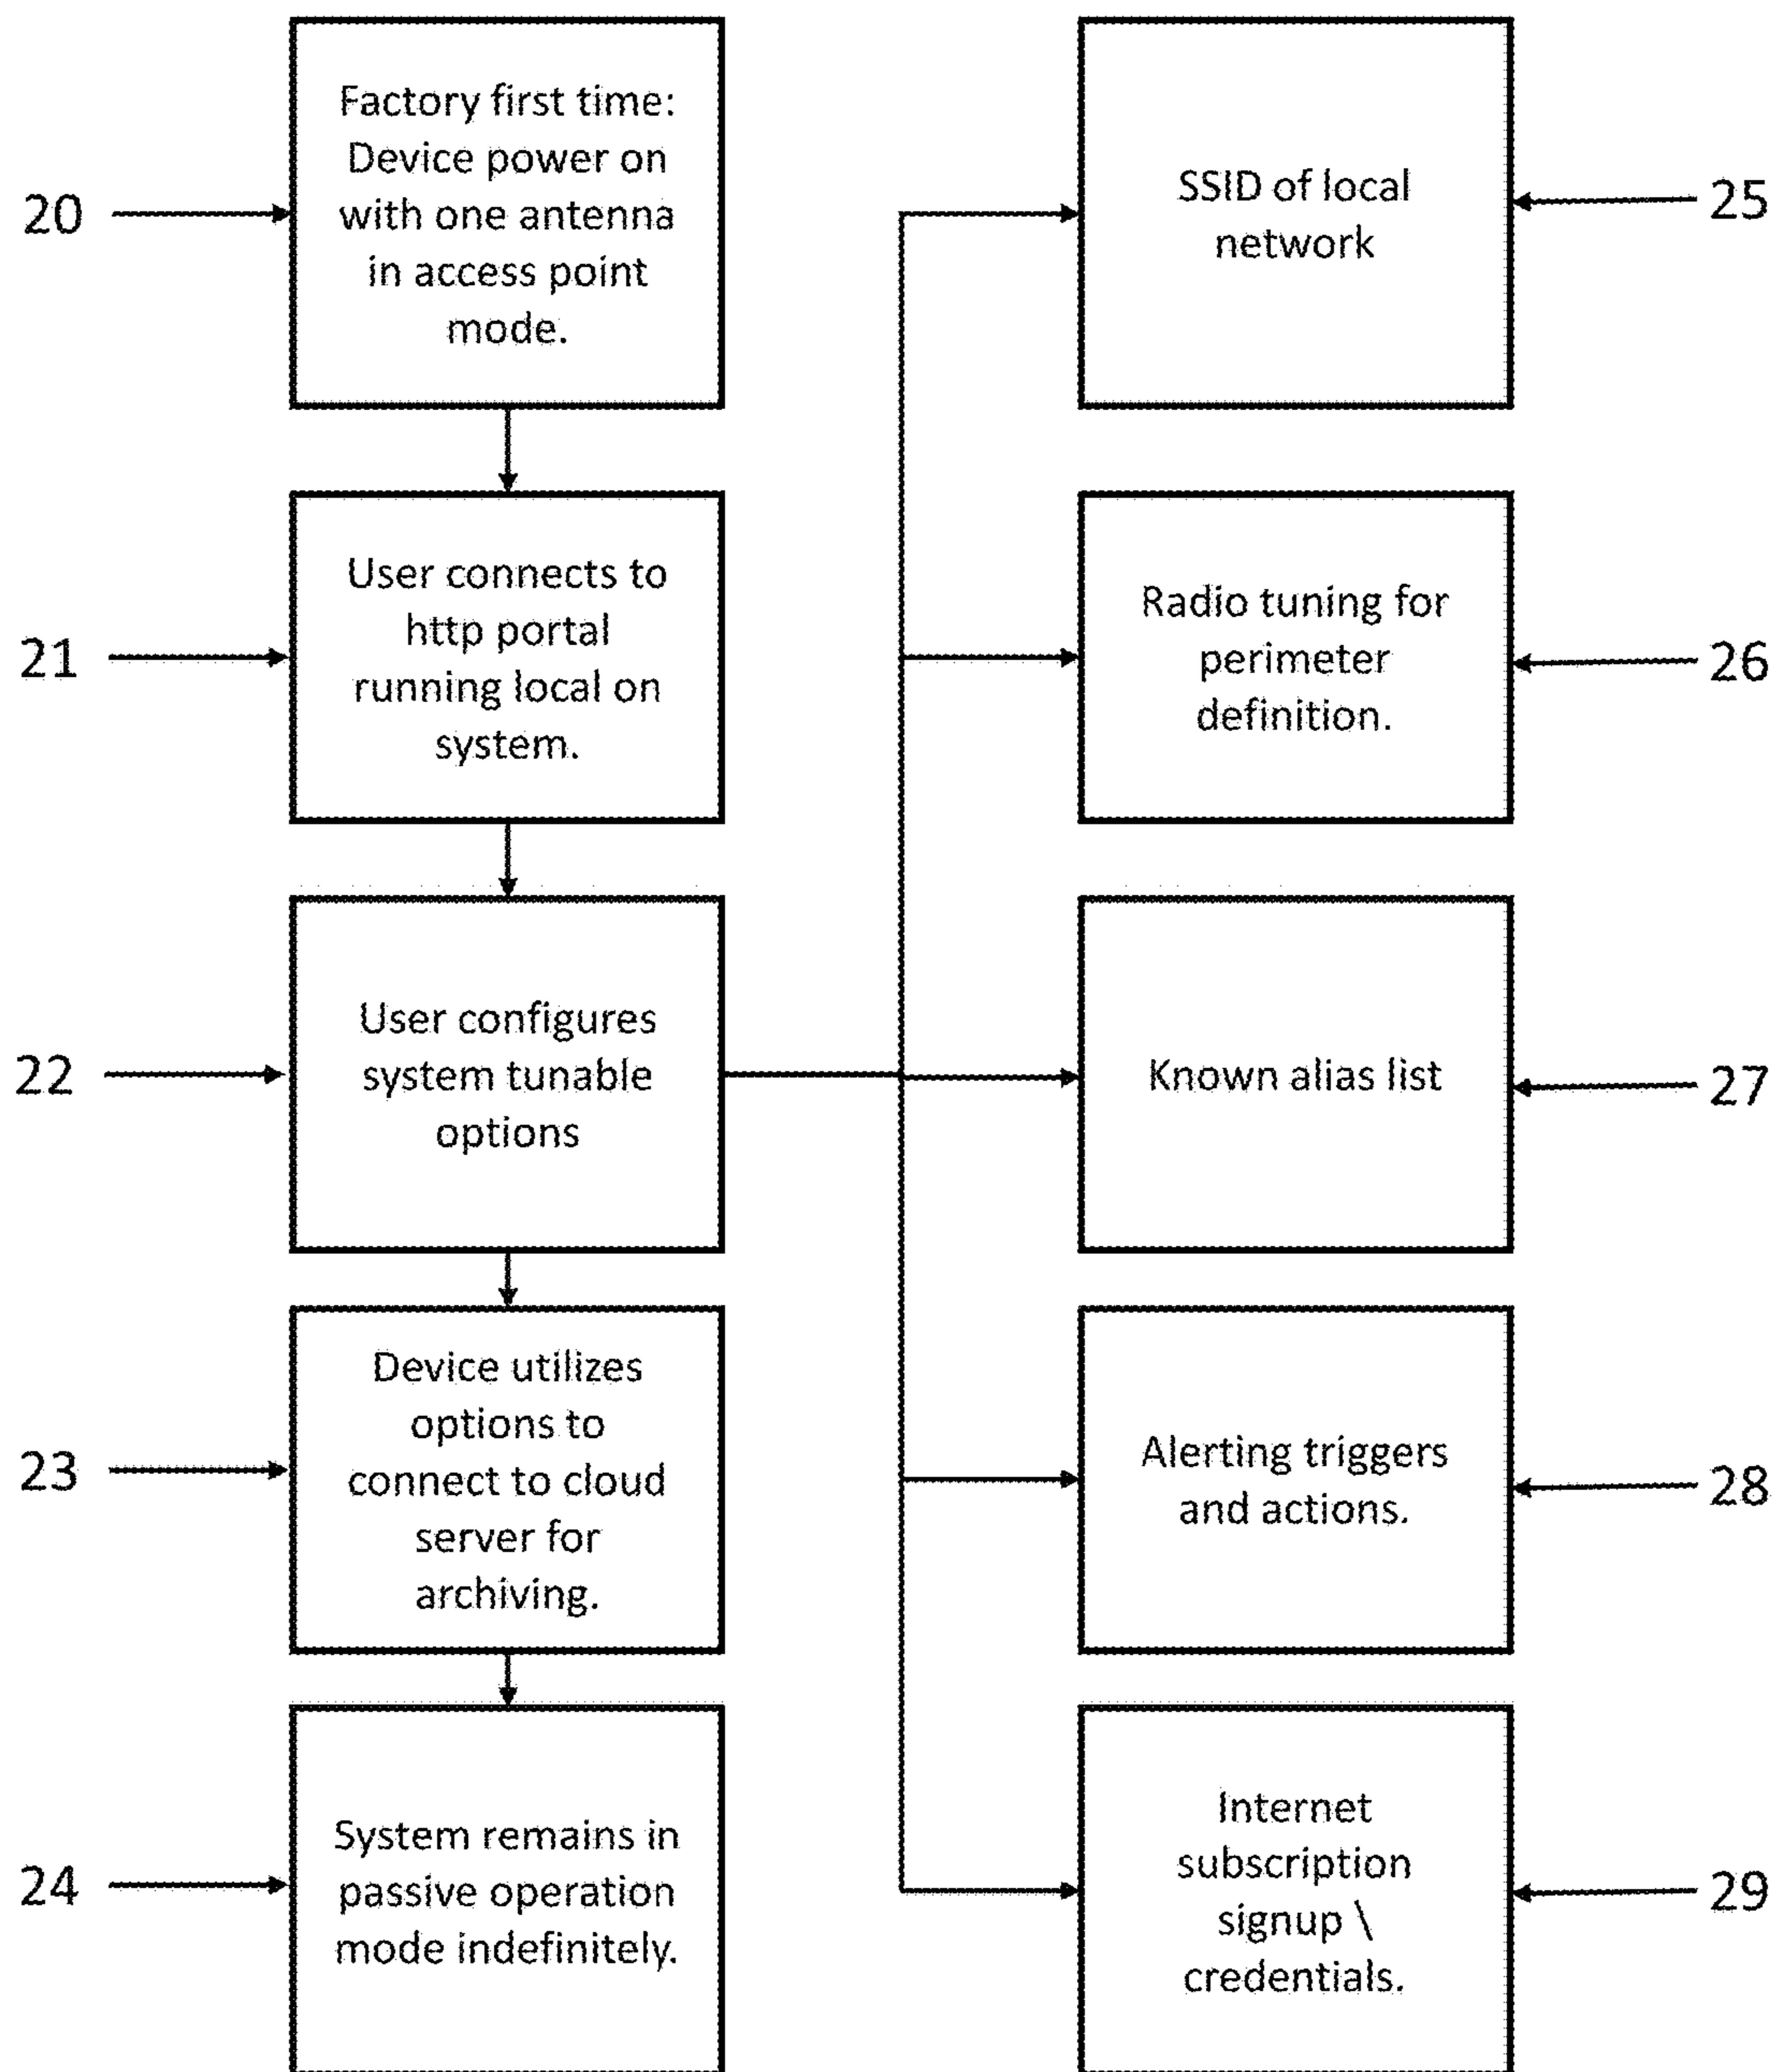 20
Factory first time:
Device power on
with one antenna
in access point
mode.
21
User connects to
http portal
running local on
system.
22
User configures
system tunable
options
23
Device utilizes
options to
connect to cloud
server for
archiving.
24
System remains in
passive operation
mode indefinitely.
SSID of local
network
25
Radio tuning for
perimeter
definition.
26
Known alias list
27
Alerting triggers
and actions.
28
Internet
subscription
signup \
credentials.
29